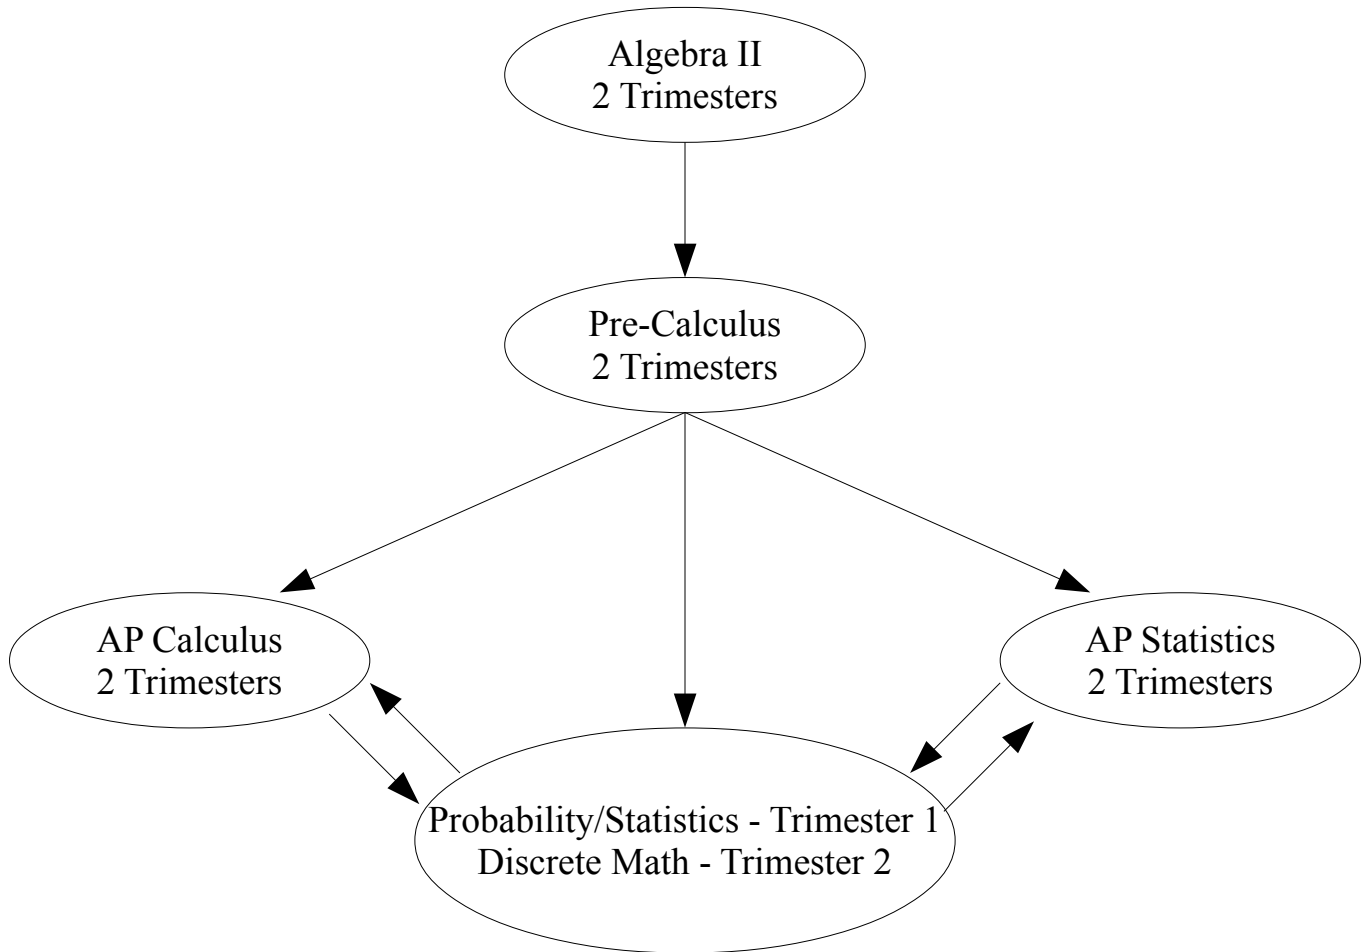 Algebra II
2 Trimesters
Pre-Calculus
2 Trimesters
AP Calculus
2 Trimesters
AP Statistics
2 Trimesters
Probability/Statistics - Trimester 1
Discrete Math - Trimester 2